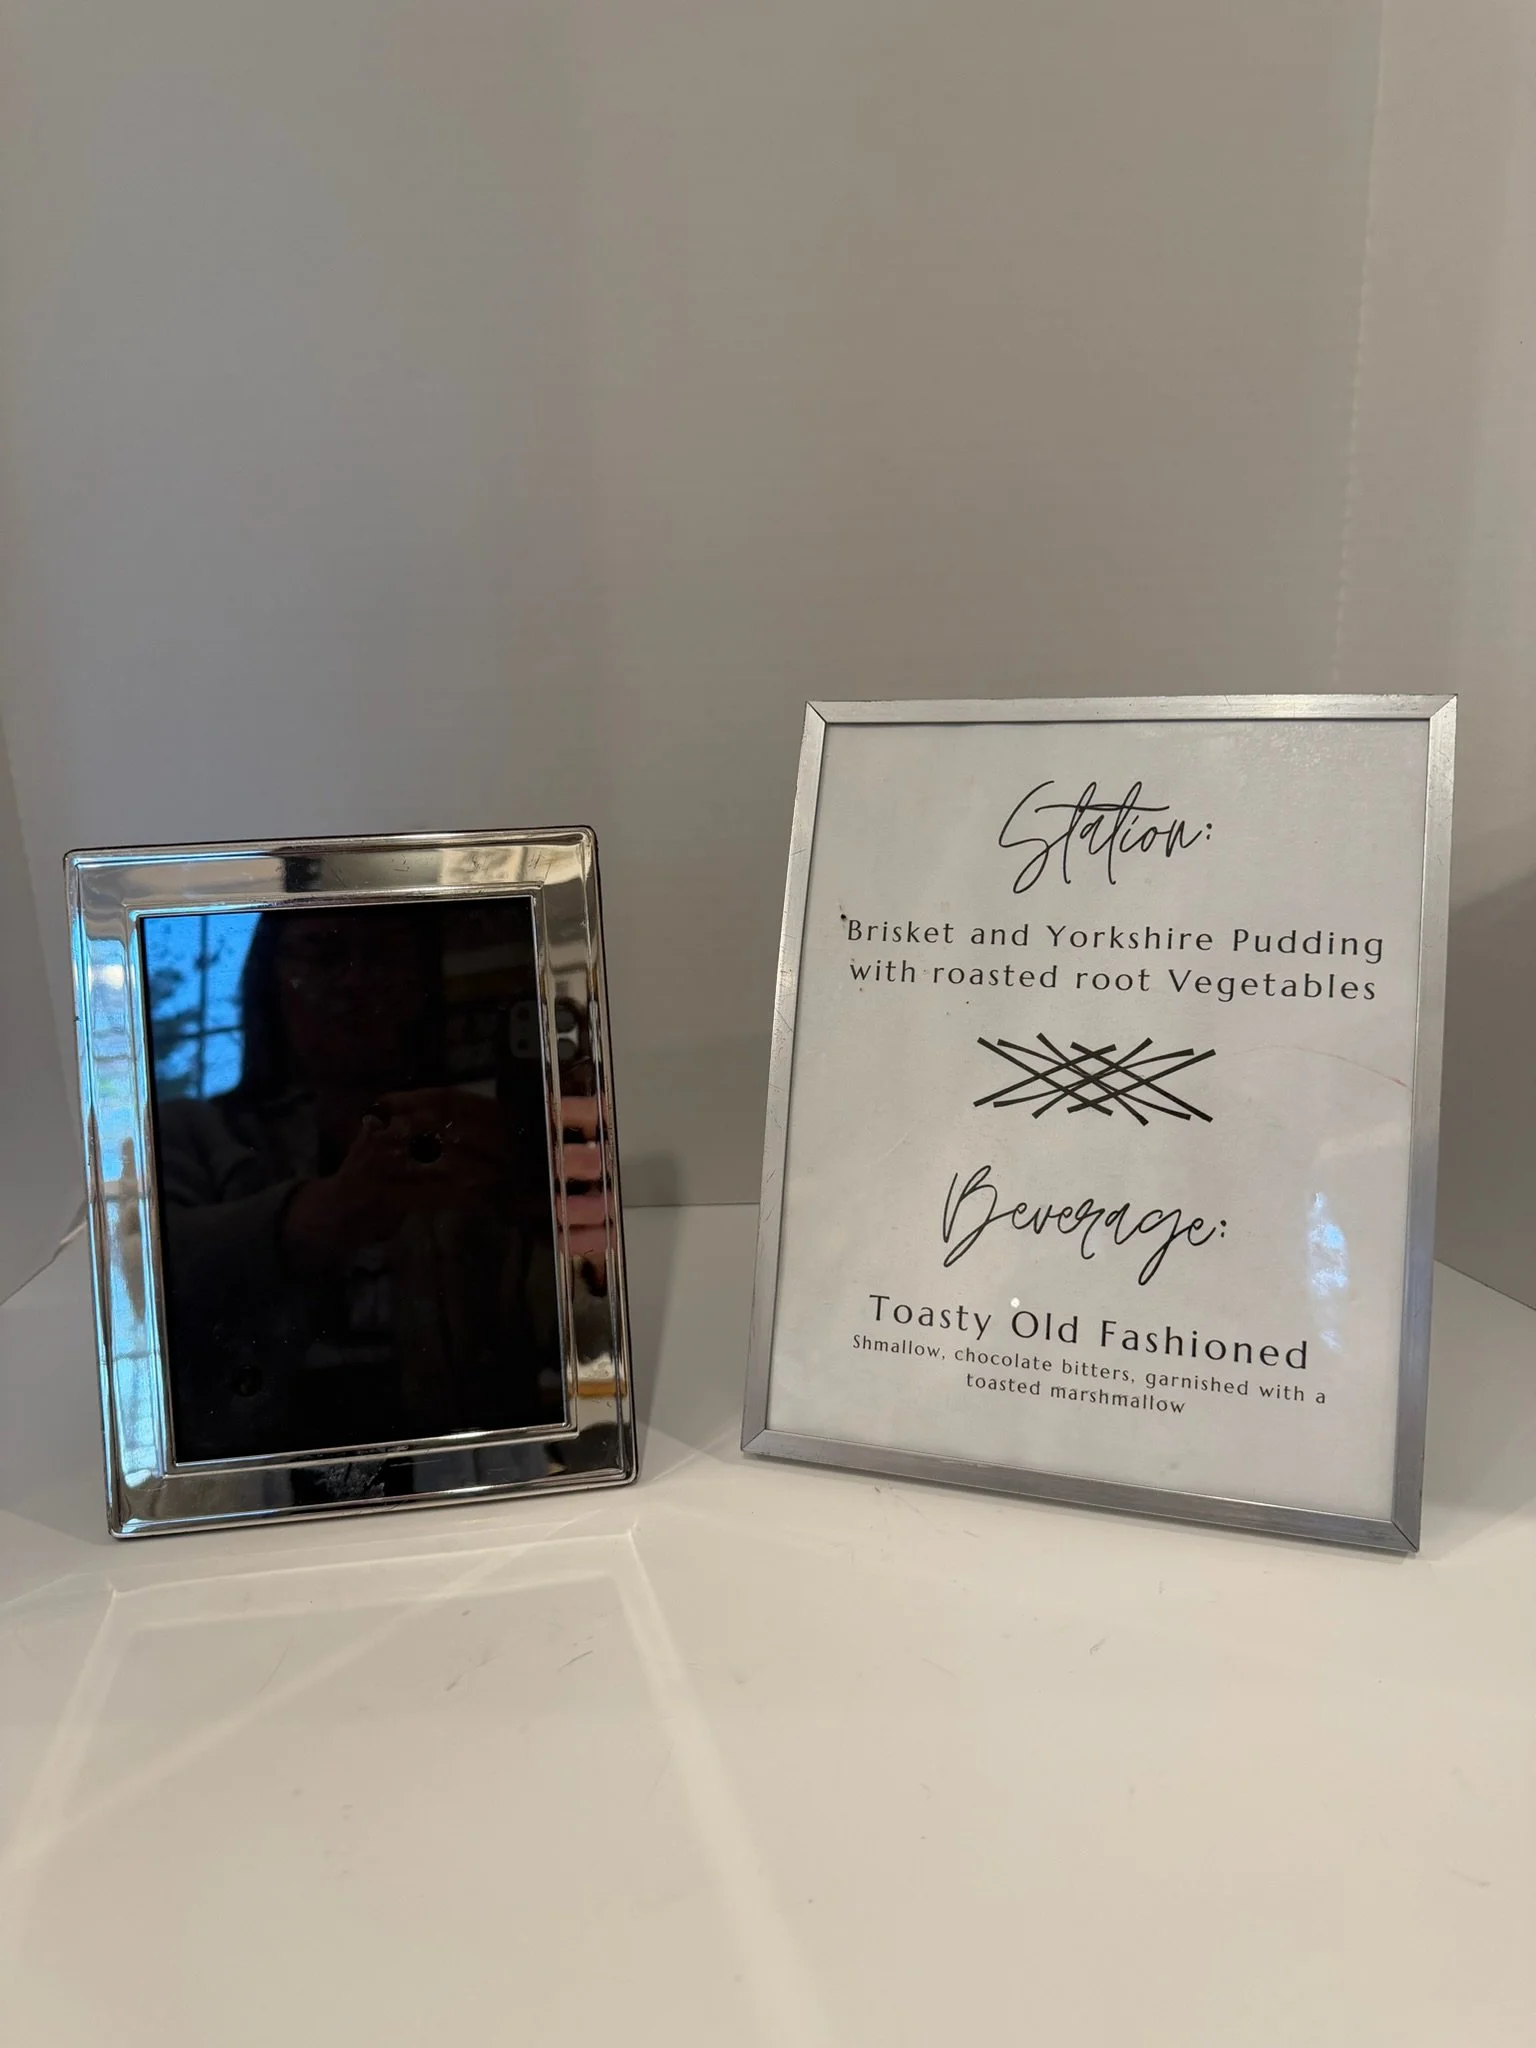 Station:
Brisket and Yorkshire Pudding
with roasted root Vegetables
Beverage:
Toasty Old Fashioned
Shmallow, chocolate bitters, garnished with a
toasted marshmallow